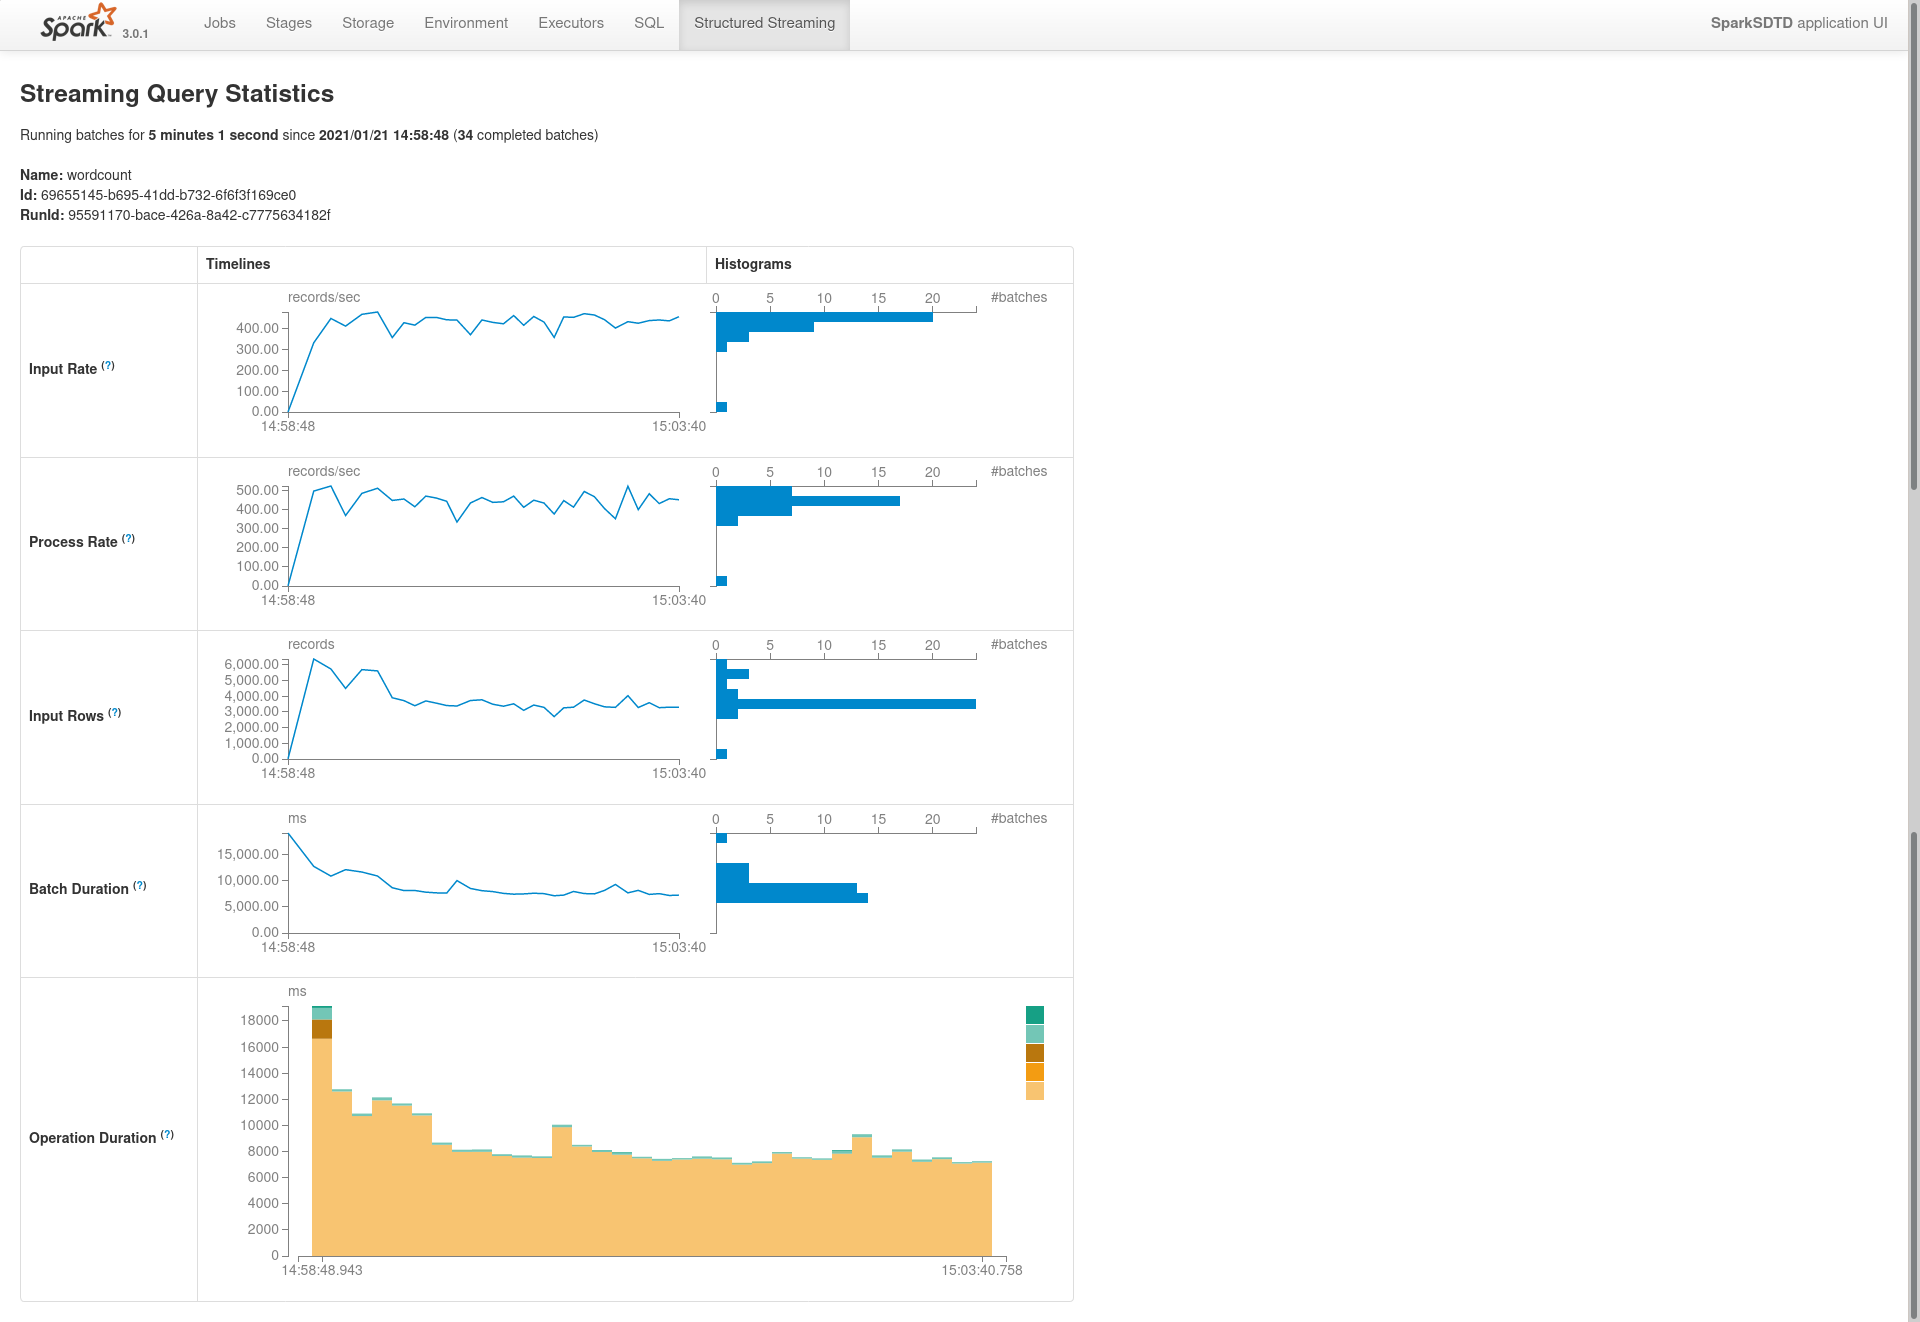 APACHE
Spark 3.0.1
Jobs Stages Storage Environment Executors SQL Structured Streaming SparkSDTD application UI
Streaming Query Statistics
Running batches for 5 minutes 1 second since 2021/01/21 14:58:48 (34 completed batches)
Name: wordcount
Id: 69655145-b695-41dd-b732-6f6f3f169ce0
RunId: 95591170-bace-426a-8a42-c7775634182f
Timelines Histograms
records/sec 0 5 10 15 20 #batches
400.00
300.00
Input Rate (?)
200.00
100.00
0.00
14:58:48 15:03:40
records/sec 0 5 10 15 20 #batches
500.00
400.00
300.00
Process Rate (?)
200.00
100.00
0.00
14:58:48 15:03:40
records 0 5 10 15 20 #batches
6,000.00
5,000.00
4,000.00
3,000.00
Input Rows (?)
2,000.00
1,000.00
0.00
14:58:48 15:03:40
ms 0 5 10 15 20 #batches
15,000.00
10,000.00
Batch Duration (?)
5,000.00
0.00
14:58:48 15:03:40
ms
18000
16000
14000
12000
10000
Operation Duration (?)
8000
6000
4000
2000
0
14:58:48.943 15:03:40.758